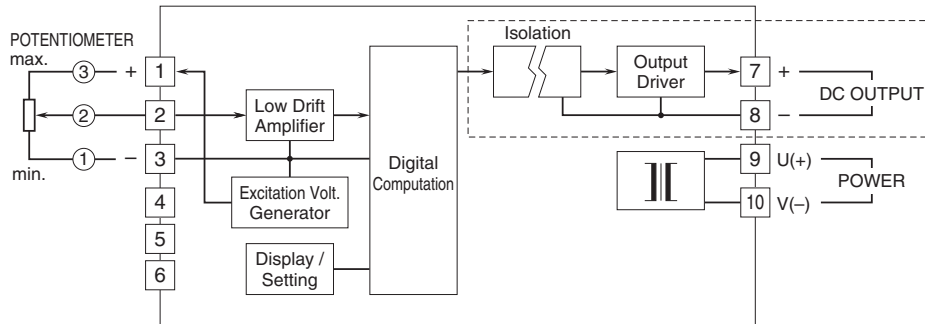 POTENTIOMETER
max.
3
+
1
2
2
1
−
3
min.
4
5
6
Low Drift
Amplifier
Excitation Volt.
Generator
Display /
Setting
Digital
Computation
Isolation
Output
Driver
7
+
8
−
DC OUTPUT
9
U(+)
10
V(–)
POWER